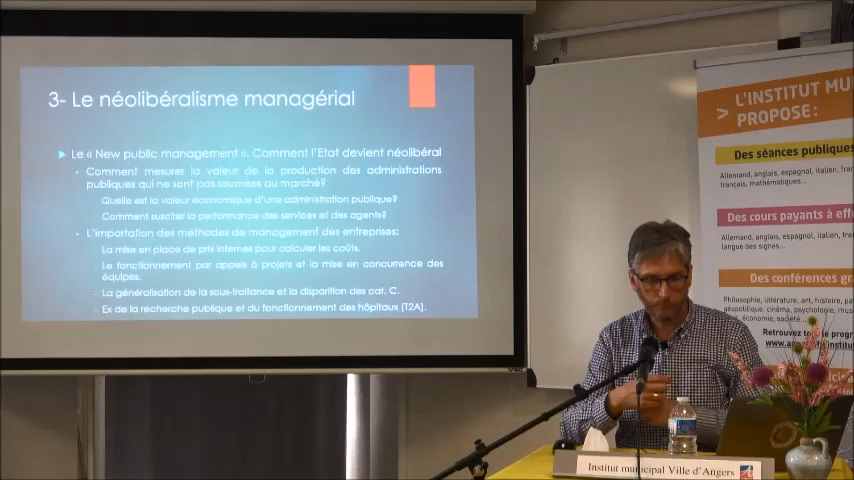 3- Le néolibéralisme managérial
Le « New public management ». Comment l'Etat devient néolibéral
Comment mesurer la valeur de la production des administrations
publiques qui ne sont pas soumises au marché?
Quelle est la valeur économique d'une administration publique?
Comment susciter la performance des services et des agents?
L'importation des méthodes de management des entreprises:
La mise en place de prix internes pour calculer les coûts.
Le fonctionnement par appels à projets et la mise en concurrence des
équipes.
La généralisation de la sous-traitance et la disparition des cat. C.
Ex de la recherche publique et du fonctionnement des hôpitaux (T2A).
> L'INSTITUT MU
PROPOSE :
Des séances publiques
Allemand, anglais, espagnol, italien, fra
français, mathématiques...
Des cours payants à effe
Allemand, anglais, espagnol, italien, fra
langue des signes...
Des conférences gra
Philosophie, littérature, art, histoire, pa
géopolitique, cinéma, psychologie, mus
économie, société...
Retrouvez le progr
Institut municipal Ville d'Angers